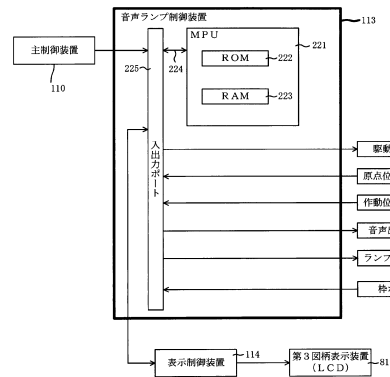 音声ランプ制御装置
113
MPU
221
主制御装置
ROM
222
225
224
110
RAM
223
入出力ポート
駆動
原点位
作動位
音声出
ランプ
枠
表示制御装置
114
第3図柄表示装置
(LCD)
81